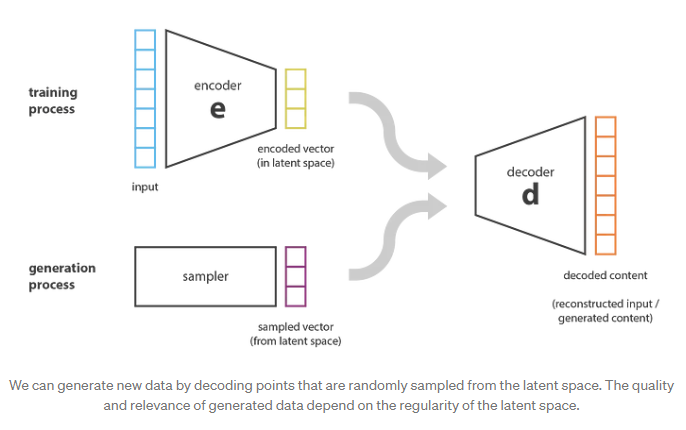 training
process
encoder
e
encoded vector
(in latent space)
input
decoder
d
generation
process
sampler
sampled vector
(from latent space)
decoded content
(reconstructed input /
generated content)
We can generate new data by decoding points that are randomly sampled from the latent space. The quality
and relevance of generated data depend on the regularity of the latent space.